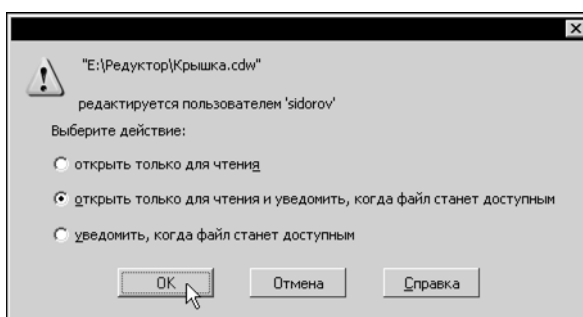 "E:\Редуктор\Крышка.cdw"
редактируется пользователем 'sidorov'
Выберите действие:
открыть только для чтения
открыть только для чтения и уведомить, когда файл станет доступным
уведомить, когда файл станет доступным
OK Отмена Справка